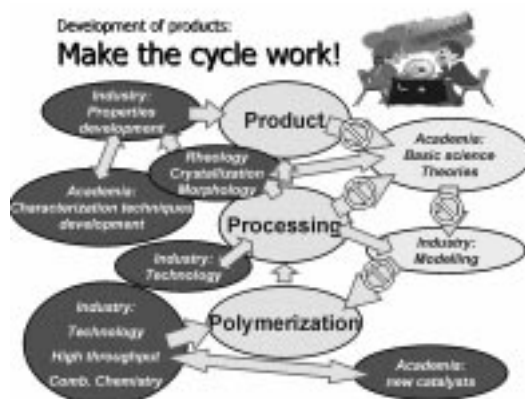 Development of products:
Make the cycle work!
Industry:
Properties
development
Product
Academia:
Basic science
Theories
Rheology
Crystallization
Morphology
Academia:
Characterization techniques
development
Processing
Industry:
Technology
Industry:
Modelling
Industry:
Technology
High throughput
Comb. Chemistry
Polymerization
Academia:
new catalysts